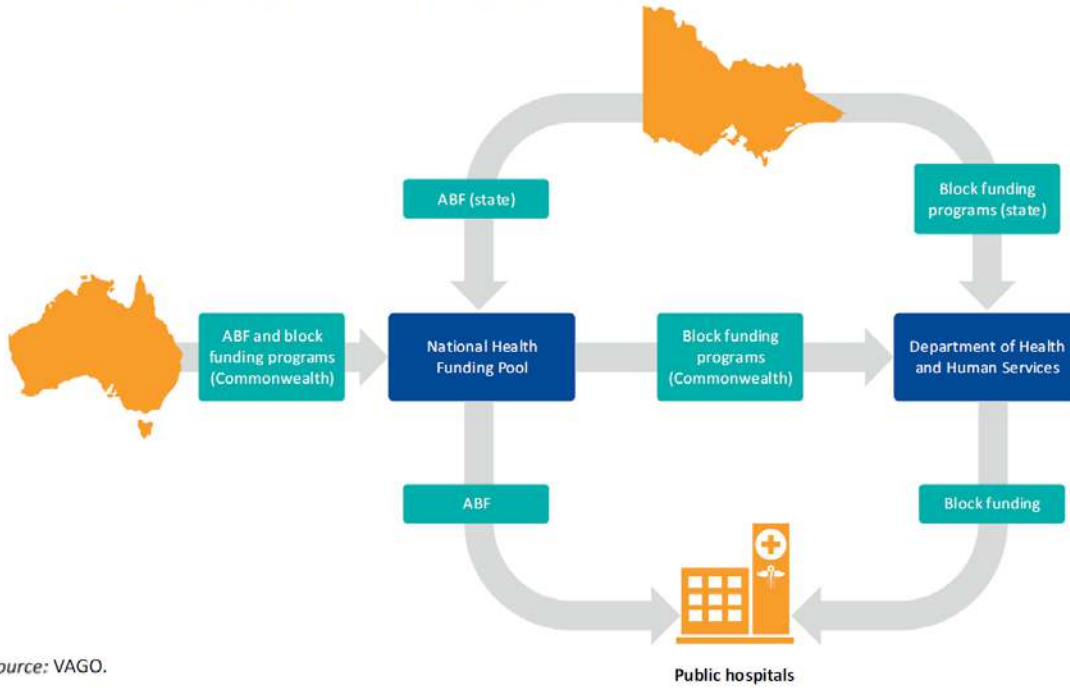 ABF (state)
Block funding
programs (state)
ABF and block
funding programs
(Commonwealth)
National Health
Funding Pool
Block funding
programs
(Commonwealth)
Department of Health
and Human Services
ABF
Block funding
Public hospitals
ource: VAGO.